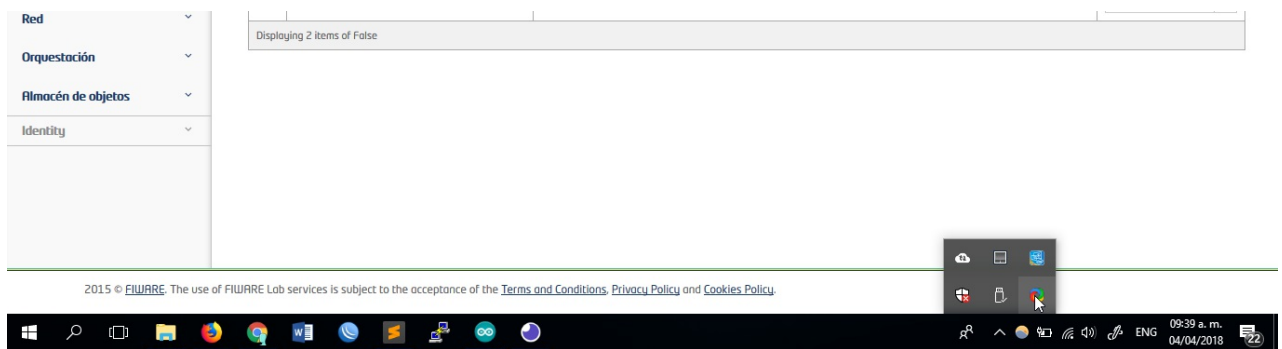 Red
Displaying 2 items of False
Orquestación
Almacén de objetos
Identity
2015 © FIWARE. The use of FIWARE Lab services is subject to the acceptance of the Terms and Conditions, Privacy Policy and Cookies Policy.
ENG
09:39 a. m.
04/04/2018
22